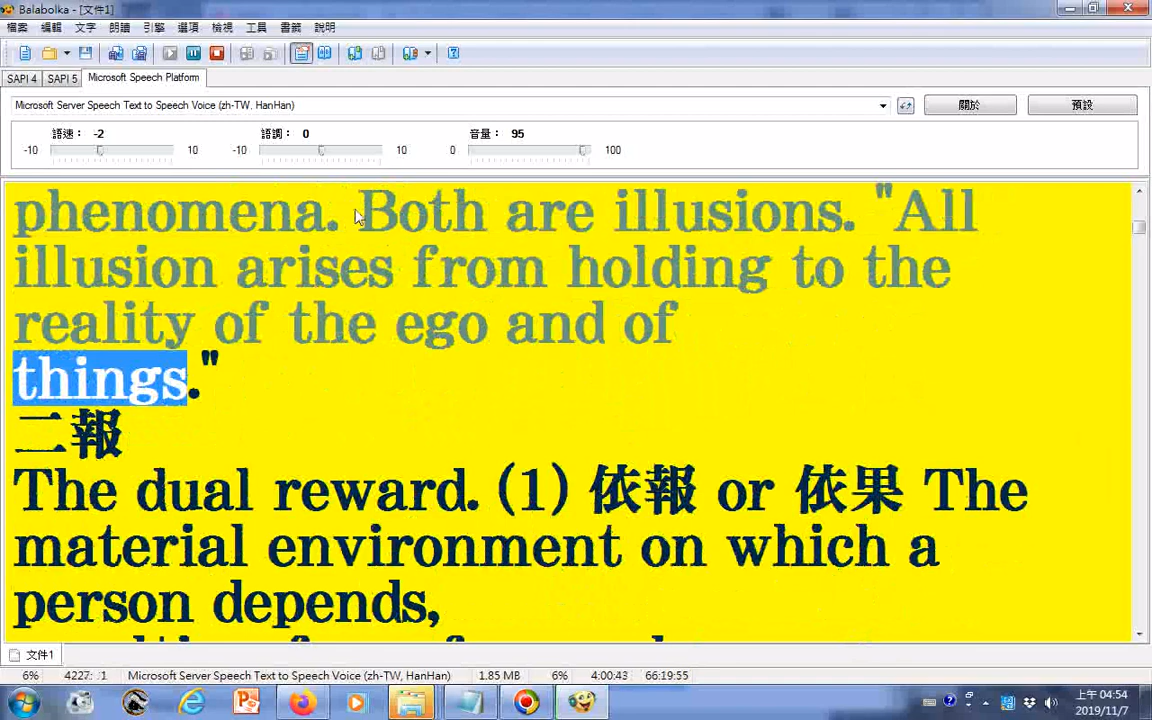 Balabolka - [文件1]
檔案 編輯 文字 朗讀 引擎 選項 檢視 工具 書籤 說明
SAPI 4 SAPI 5 Microsoft Speech Platform
Microsoft Server Speech Text to Speech Voice (zh-TW, HanHan) 關於 預設
語速： -2 語調： 0 音量： 95
-10 10 -10 10 0 100
phenomena. Both are illusions. "All
illusion arises from holding to the
reality of the ego and of
things."
二報
The dual reward. (1) 依報 or 依果 The
material environment on which a
person depends,
文件1
6% 4227: 1 Microsoft Server Speech Text to Speech Voice (zh-TW, HanHan) 1.85 MB 6% 4:00:43 66:19:55
上午 04:54
2019/11/7